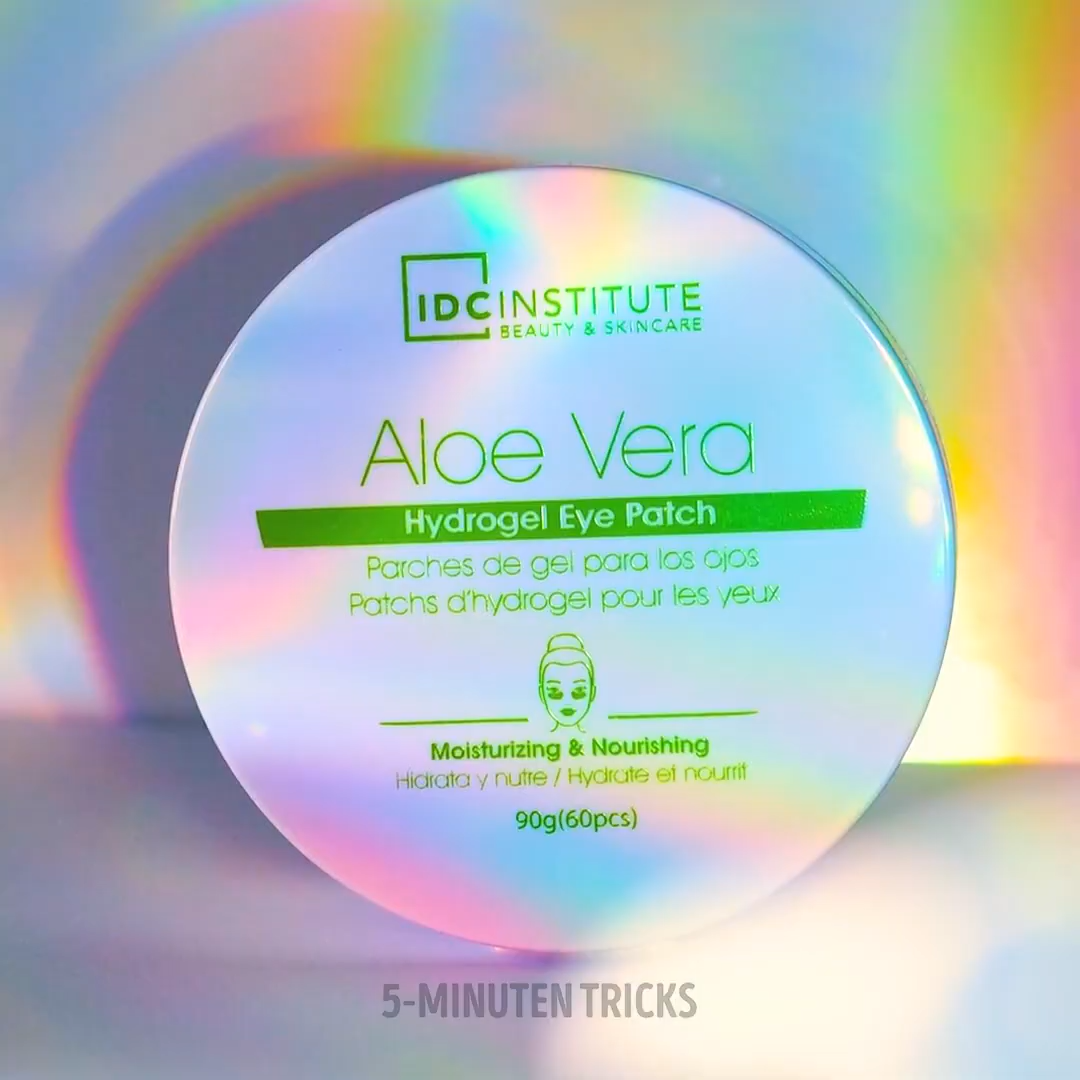 IDC INSTITUTE
BEAUTY & SKINCARE
Aloe Vera
Hydrogel Eye Patch
Parches de gel para los ojos
Patchs d'hydrogel pour les yeux
Moisturizing & Nourishing
Hidrata y nutre / Hydrate et nourrit
90g(60pcs)
5-MINUTEN TRICKS